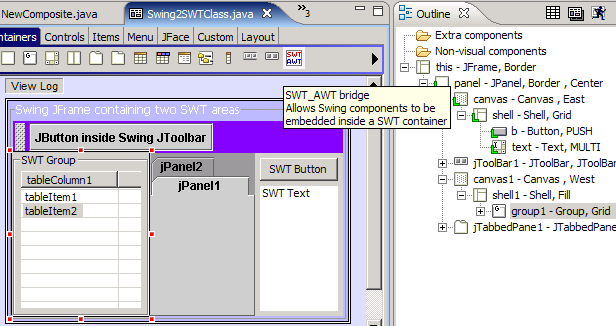 NewComposite.java
Swing2SWTClass.java
»3
Outline
ontainers Controls Items Menu JFace Custom Layout
SWT
AWT
View Log
SWT_AWT bridge
Allows Swing components to be
embedded inside a SWT container
Swing JFrame containing two SWT areas
JButton inside Swing JToolbar
SWT Group
tableColumn1
tableItem1
tableItem2
jPanel2
jPanel1
SWT Button
SWT Text
Extra components
Non-visual components
this - JFrame, Border
panel - JPanel, Border , Center
canvas - Canvas , East
shell - Shell, Grid
b - Button, PUSH
text - Text, MULTI
jToolBar1 - JToolBar, JToolBar
canvas1 - Canvas , West
shell1 - Shell, Fill
group1 - Group, Grid
jTabbedPane1 - JTabbedPan